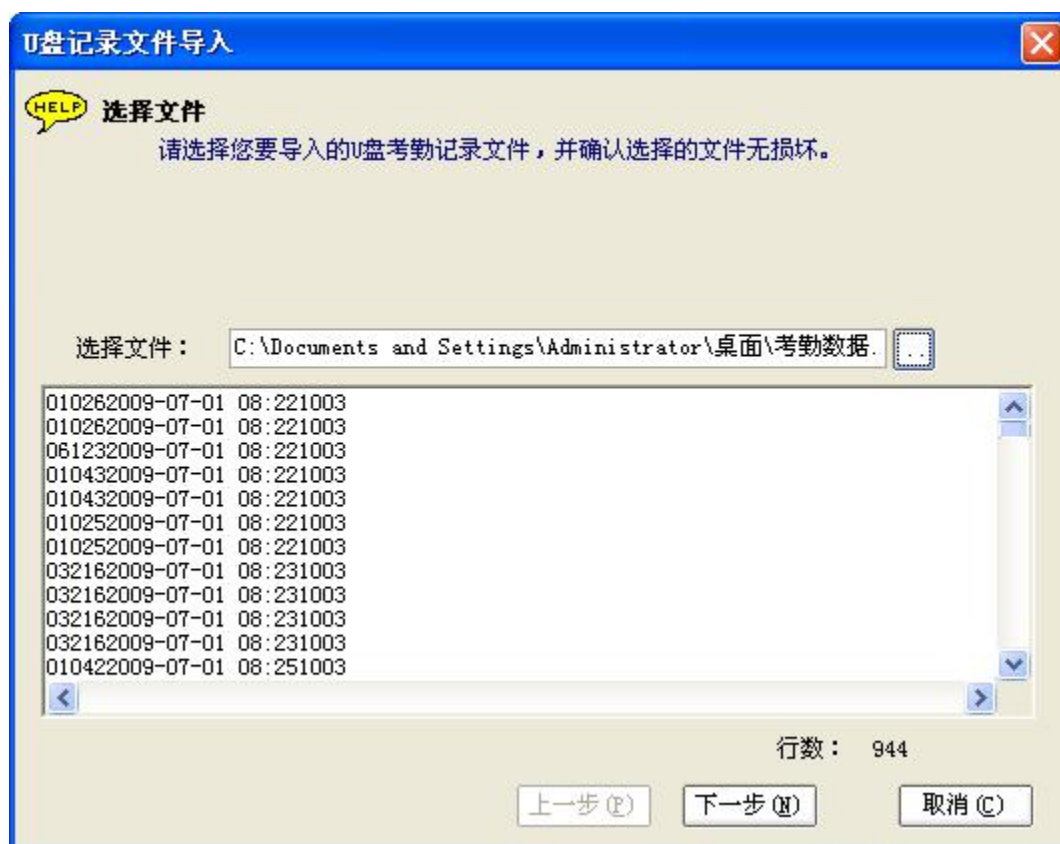 U盘记录文件导入
HELP 选择文件
请选择您要导入的U盘考勤记录文件，并确认选择的文件无损坏。
选择文件： C:\Documents and Settings\Administrator\桌面\考勤数据. ..
010262009-07-01 08:221003
010262009-07-01 08:221003
061232009-07-01 08:221003
010432009-07-01 08:221003
010432009-07-01 08:221003
010252009-07-01 08:221003
010252009-07-01 08:221003
032162009-07-01 08:231003
032162009-07-01 08:231003
032162009-07-01 08:231003
032162009-07-01 08:231003
010422009-07-01 08:251003
行数： 944
上一步(P) 下一步(N) 取消(C)